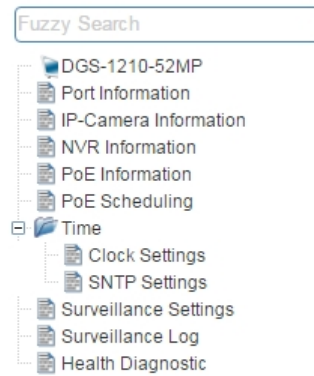 Fuzzy Search
DGS-1210-52MP
Port Information
IP-Camera Information
NVR Information
PoE Information
PoE Scheduling
Time
Clock Settings
SNTP Settings
Surveillance Settings
Surveillance Log
Health Diagnostic